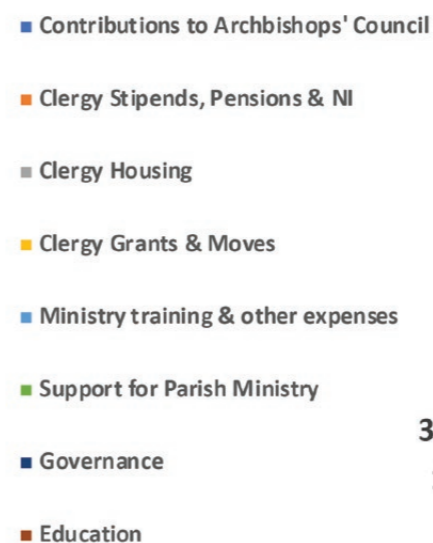 Contributions to Archbishops' Council
Clergy Stipends, Pensions & NI
Clergy Housing
Clergy Grants & Moves
Ministry training & other expenses
Support for Parish Ministry
3
Governance
Education